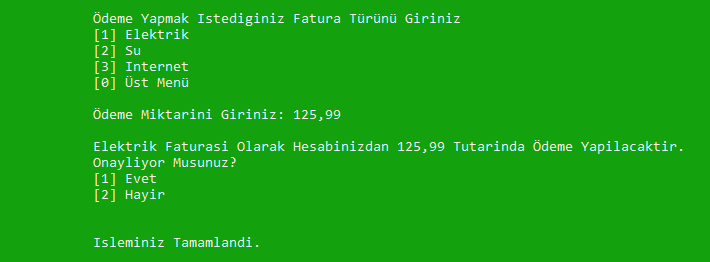 Ödeme Yapmak Istediginiz Fatura Türünü Giriniz
[1] Elektrik
[2] Su
[3] Internet
[0] Üst Menü
Ödeme Miktarini Giriniz: 125,99
Elektrik Faturasi Olarak Hesabinizdan 125,99 Tutarinda Ödeme Yapilacaktir.
Onayliyor Musunuz?
[1] Evet
[2] Hayir
Isleminiz Tamamlandi.